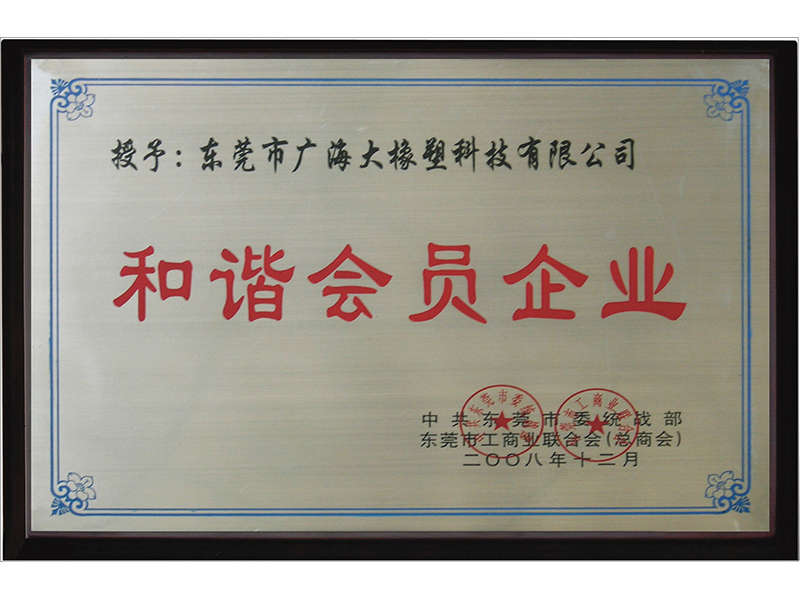 授予：东莞市广海大橡塑科技有限公司
和谐会员企业
中共东莞市委统战部
东莞市工商业联合会(总商会)
二〇〇八年十二月